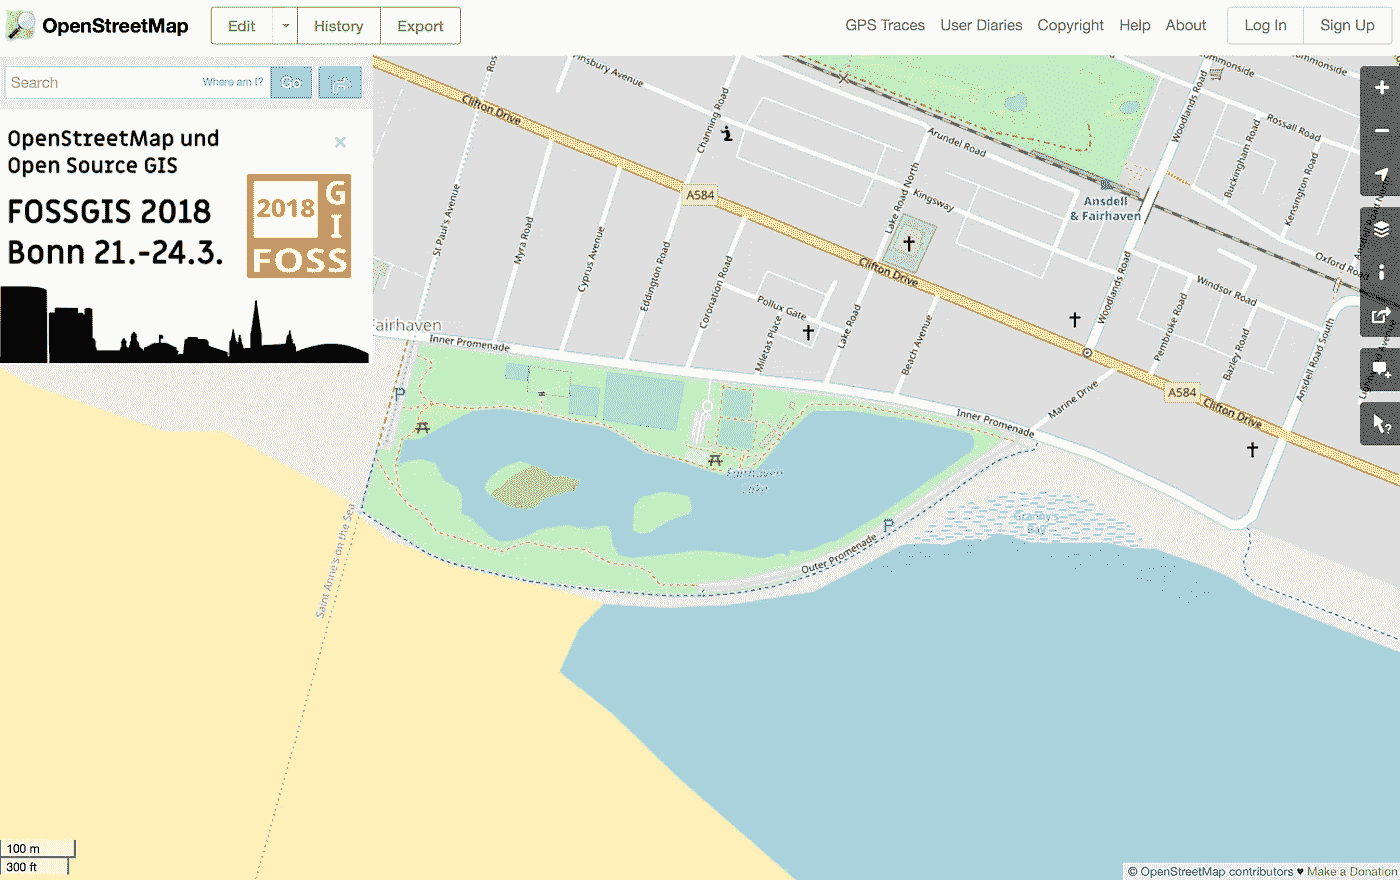 OpenStreetMap
Edit
History
Export
GPS Traces
User Diaries
Copyright
Help
About
Log In
Sign Up
Search
Where am I?
Go
OpenStreetMap und
Open Source GIS
FOSSGIS 2018
Bonn 21.-24.3.
2018
G
I
FOSS
Clifton Drive
Channing Road
Arundel Road
Woodlands Road
Rossall Road
Buckingham Road
Kensington Road
A584
St Paul's Avenue
Myra Road
Cyprus Avenue
Eddington Road
Coronation Road
Lake Road North
Kingsway
Ansdell
& Fairhaven
Clifton Drive
Oxford Road
Windsor Road
Woodlands Road
Pollux Gate
Miletas Place
Lake Road
Beach Avenue
Pembroke Road
Bazley Road
Ansdell Road South
Fairhaven
Inner Promenade
P
Marine Drive
A584
Clifton Drive
Inner Promenade
Fairhaven
Lake
Granny's
Bay
P
Outer Promenade
Saint Anne's on the Sea
100 m
300 ft
© OpenStreetMap contributors ♥ Make a Donation